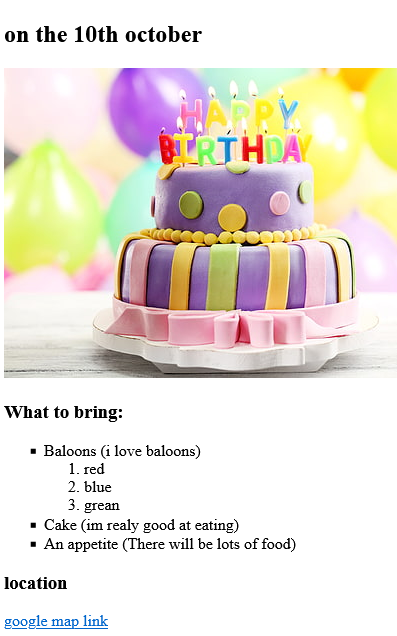 on the 10th october
HAPPY
BIRTHDAY
What to bring:
Baloons (i love baloons)
1. red
2. blue
3. grean
Cake (im realy good at eating)
An appetite (There will be lots of food)
location
google map link